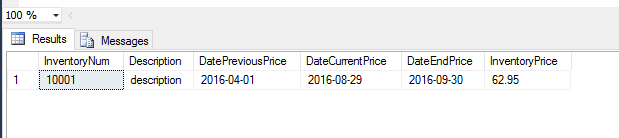 100 %
Results Messages
InventoryNum Description DatePreviousPrice DateCurrentPrice DateEndPrice InventoryPrice
1 10001 description 2016-04-01 2016-08-29 2016-09-30 62.95